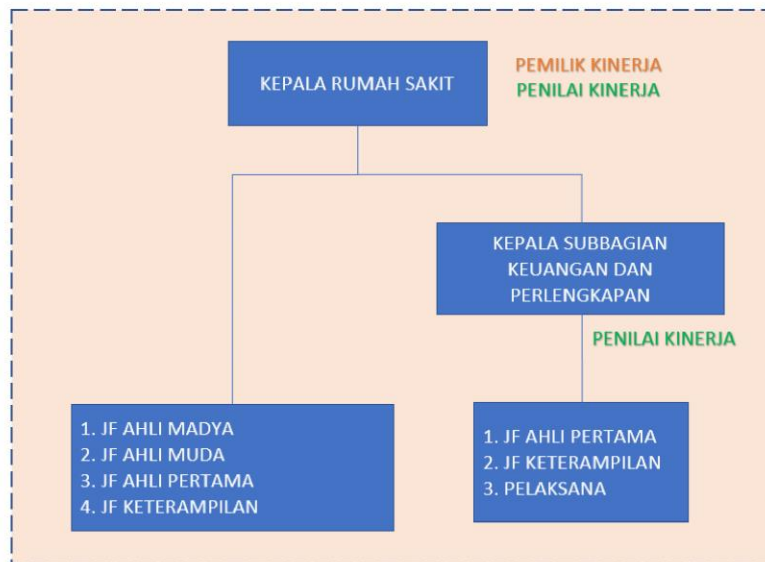 KEPALA RUMAH SAKIT
PEMILIK KINERJA
PENILAI KINERJA
KEPALA SUBBAGIAN
KEUANGAN DAN
PERLENGKAPAN
PENILAI KINERJA
1. JF AHLI MADYA
2. JF AHLI MUDA
3. JF AHLI PERTAMA
4. JF KETERAMPILAN
1. JF AHLI PERTAMA
2. JF KETERAMPILAN
3. PELAKSANA